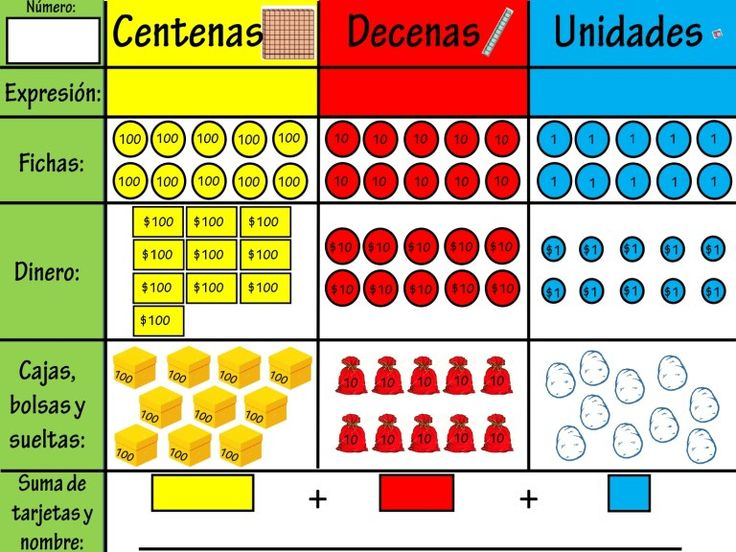 Número:
Centenas Decenas Unidades
Expresión:
Fichas:
100 100 100 100 100 10 10 10 10 10 1 1 1 1 1
100 100 100 100 100 10 10 10 10 10 1 1 1 1 1
Dinero:
$100 $100 $100
$100 $100 $100
$100 $100 $100
$100
$10 $10 $10 $10 $10
$10 $10 $10 $10 $10
$1 $1 $1 $1 $1
$1 $1 $1 $1 $1
Cajas,
bolsas y
sueltas:
100 100 100 100
100 100 100
100 100 100
10 10 10 10 10
10 10 10 10 10
Suma de
tarjetas y
nombre:
+ +